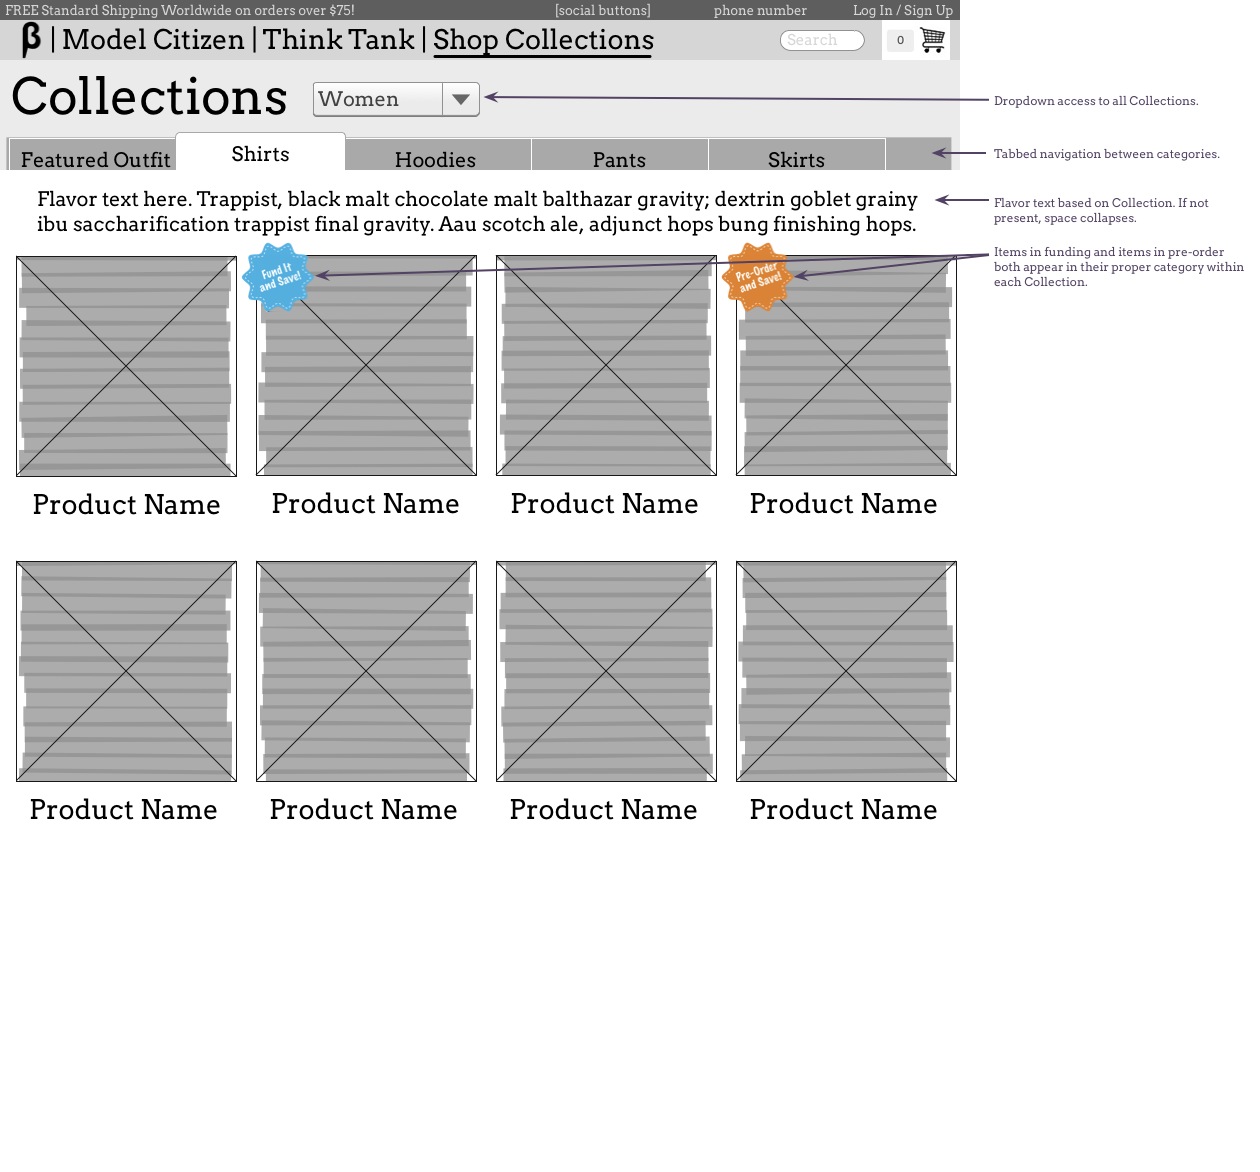 FREE Standard Shipping Worldwide on orders over $75! [social buttons] phone number Log In / Sign Up
β | Model Citizen | Think Tank | Shop Collections Search 0
Collections Women
Dropdown access to all Collections.
Featured Outfit Shirts Hoodies Pants Skirts
Tabbed navigation between categories.
Flavor text here. Trappist, black malt chocolate malt balthazar gravity; dextrin goblet grainy
ibu saccharification trappist final gravity. Aau scotch ale, adjunct hops bung finishing hops.
Flavor text based on Collection. If not
present, space collapses.
Items in funding and items in pre-order
both appear in their proper category within
each Collection.
Fund It
and Save!
Pre-Order
and Save!
Product Name Product Name Product Name Product Name
Product Name Product Name Product Name Product Name